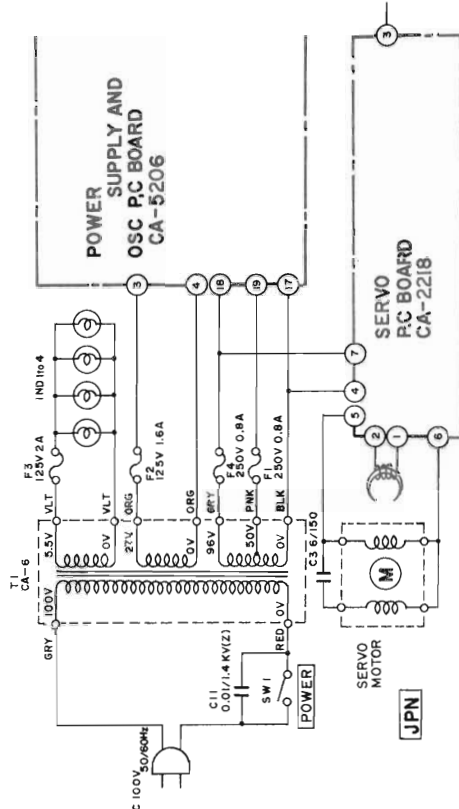 POWER
SUPPLY AND
OSC P.C BOARD
CA-5206
3
4
18
19
17
SERVO
P.C BOARD
CA-2218
3
7
4
5
2
1
6
IND 1 to 4
F3
125V 2A
F2
125V 1.6A
F4
250V 0.8A
F1
250V 0.8A
VLT
VLT
ORG
ORG
GRY
PNK
BLK
T1
CA-6
5.5V
0V
27V
0V
96V
50V
0V
100V
0V
GRY
RED
C3 6/150
C11
0.01/1.4 KV(Z)
SW1
POWER
SERVO
MOTOR
M
JPN
C 100V
50/60Hz